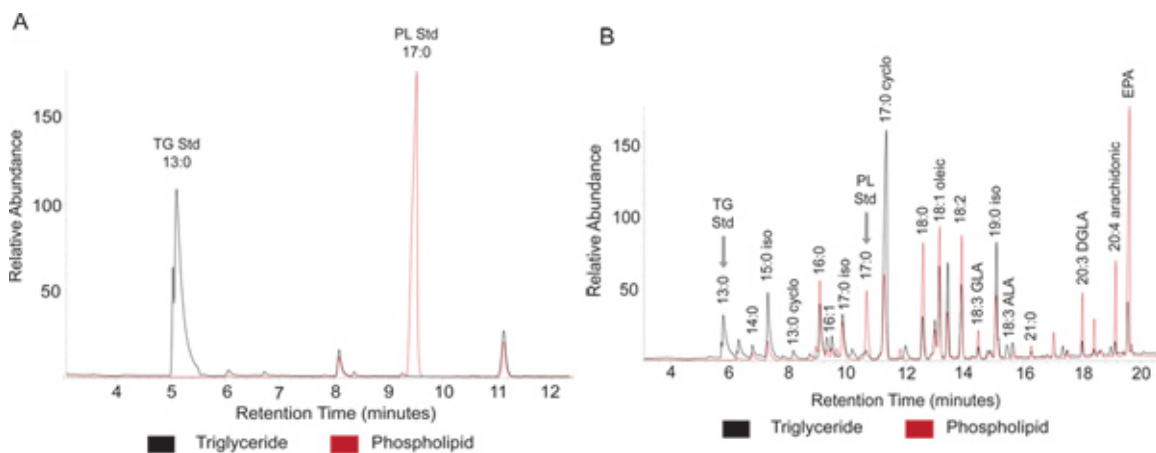 A
PL Std
17:0
TG Std
13:0
150
100
50
Relative Abundance
4
5
6
7
8
9
10
11
12
Retention Time (minutes)
Triglyceride
Phospholipid
B
150
100
50
Relative Abundance
TG
Std
13:0
14:0
15:0 iso
13:0 cyclo
16:0
16:1
17:0 iso
PL
Std
17:0
17:0 cyclo
18:0
18:1 oleic
18:2
18:3 GLA
19:0 iso
18:3 ALA
21:0
20:3 DGLA
20:4 arachidonic
EPA
4
6
8
10
12
14
16
18
20
Retention Time (minutes)
Triglyceride
Phospholipid